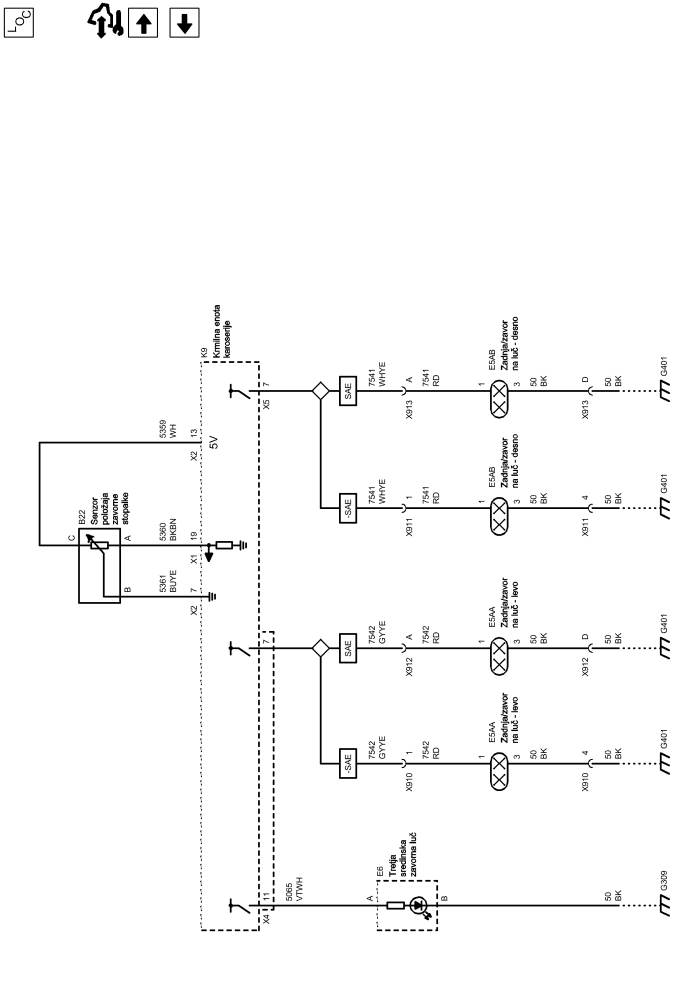 LOC
K9
Krmilna enota
karoserije
X5
7
SAE
7541
WHYE
X913
A
7541
RD
1
E5AB
Zadnja/zavor
na luč - desno
3
50
BK
X913
D
50
BK
G401
5359
WH
X2
13
5V
-SAE
7541
WHYE
X911
1
7541
RD
1
E5AB
Zadnja/zavor
na luč - desno
3
50
BK
X911
4
50
BK
G401
B22
Senzor
položaja
zavorne
stopalke
C
A
B
5360
BKBN
X1
19
5361
BUYE
X2
7
7
SAE
7542
GYYE
X912
A
7542
RD
1
E5AA
Zadnja/zavor
na luč - levo
3
50
BK
X912
D
50
BK
G401
-SAE
7542
GYYE
X910
1
7542
RD
1
E5AA
Zadnja/zavor
na luč - levo
3
50
BK
X910
4
50
BK
G401
X4
11
5065
VTWH
A
E6
Tretja
sredinska
zavorna luč
B
50
BK
G309